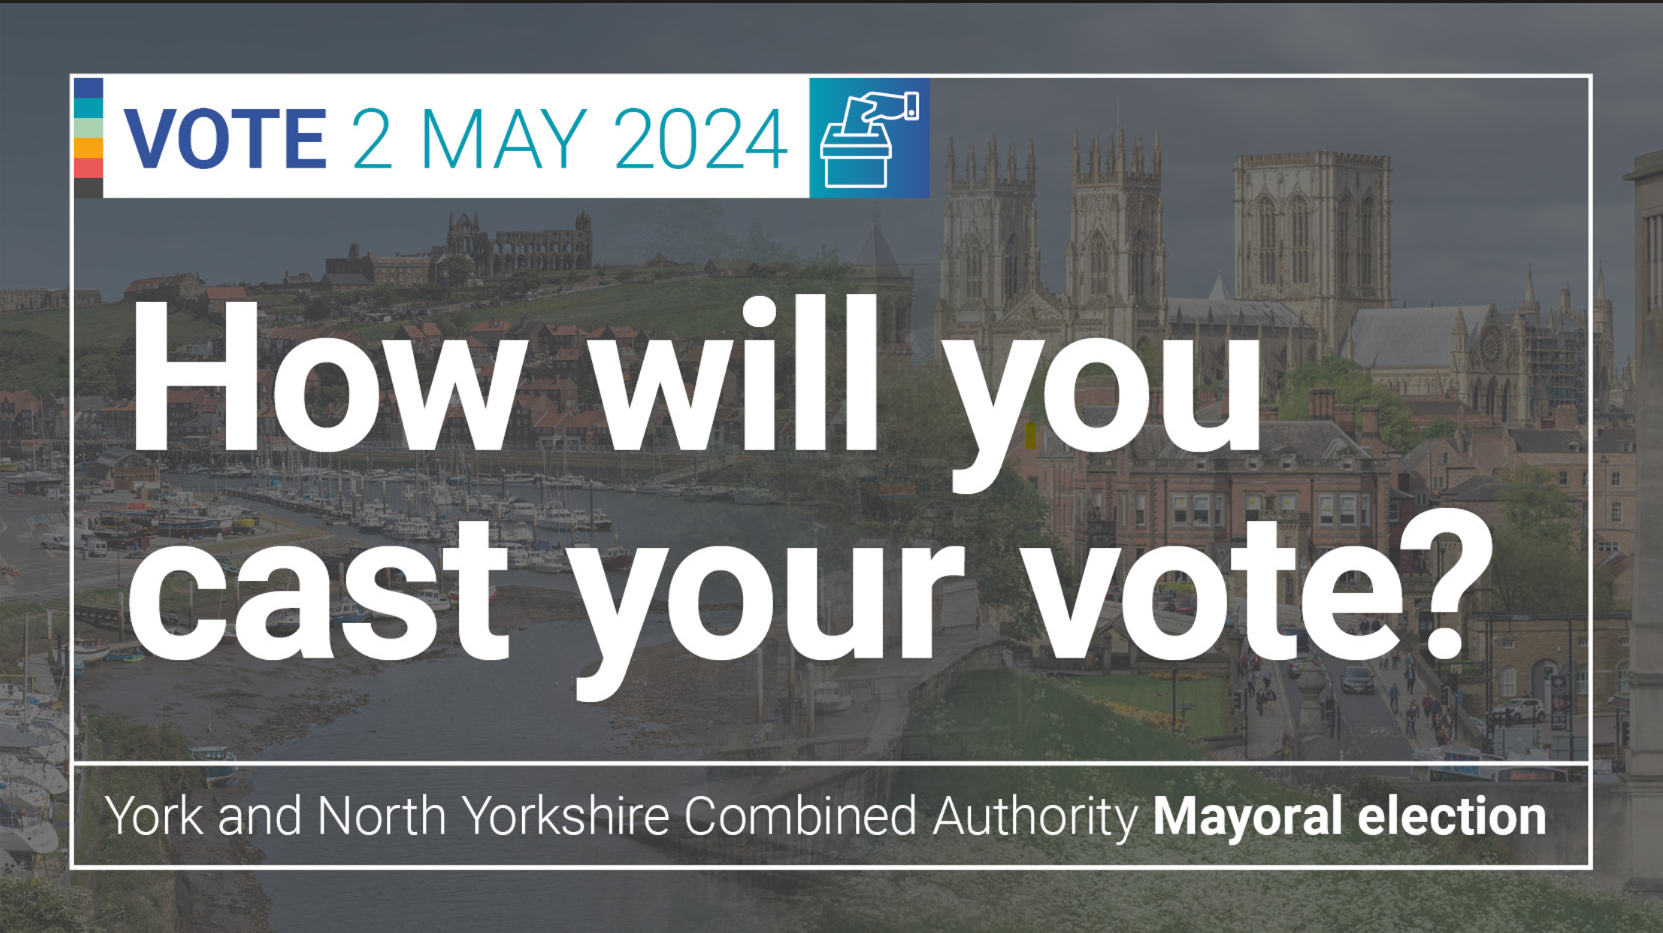 VOTE 2 MAY 2024
How will you
cast your vote?
York and North Yorkshire Combined Authority Mayoral election